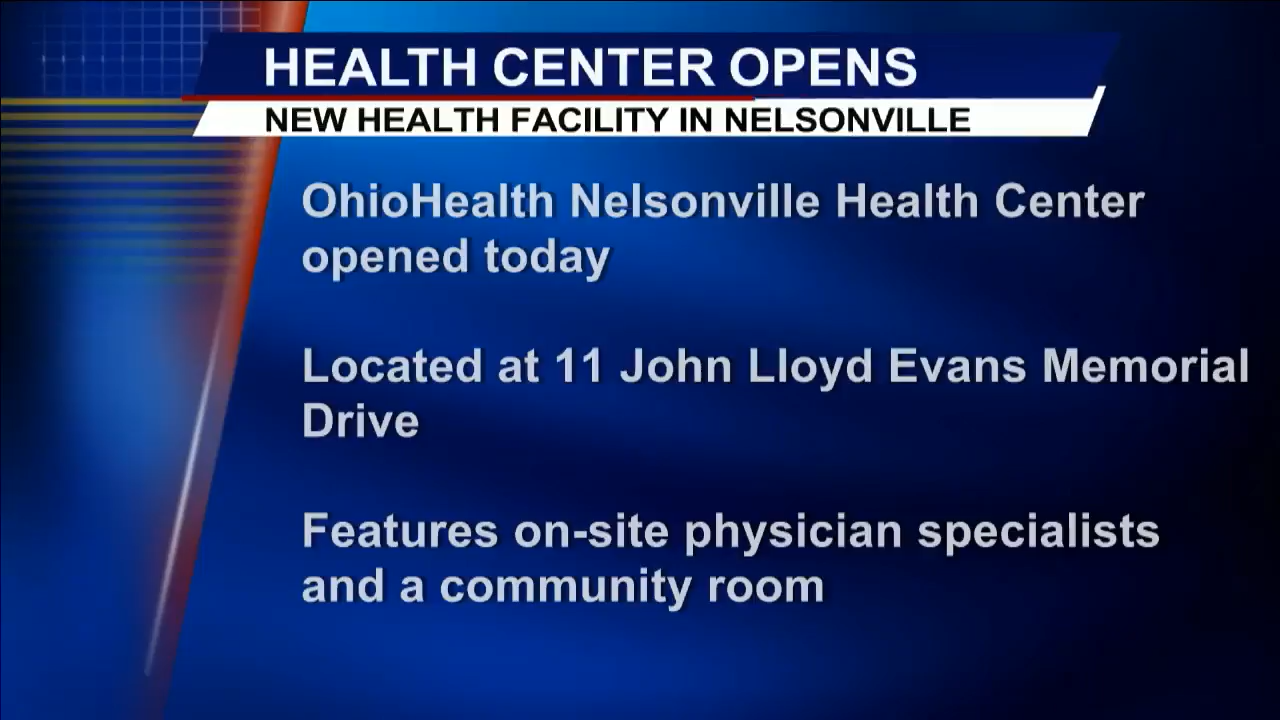 HEALTH CENTER OPENS
NEW HEALTH FACILITY IN NELSONVILLE
OhioHealth Nelsonville Health Center
opened today
Located at 11 John Lloyd Evans Memorial
Drive
Features on-site physician specialists
and a community room